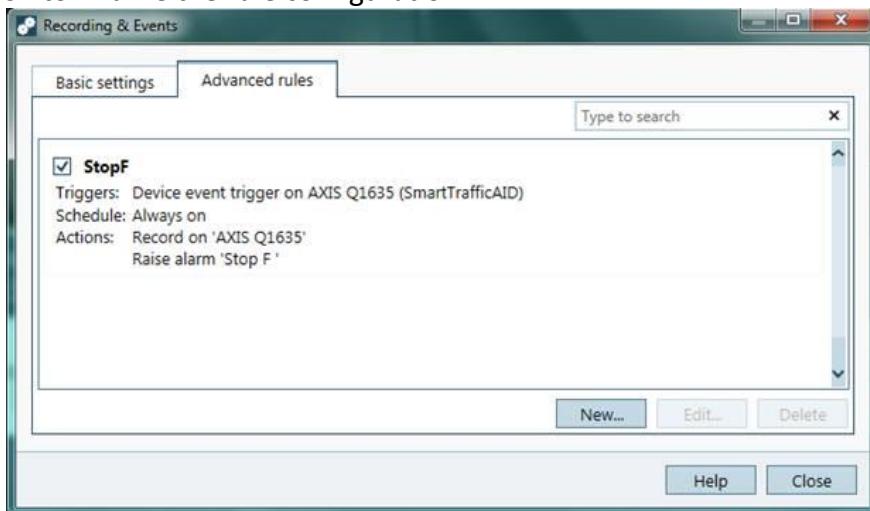 Recording & Events
Basic settings
Advanced rules
Type to search
StopF
Triggers: Device event trigger on AXIS Q1635 (SmartTrafficAID)
Schedule: Always on
Actions: Record on 'AXIS Q1635'
Raise alarm 'Stop F '
New... Edit... Delete
Help Close